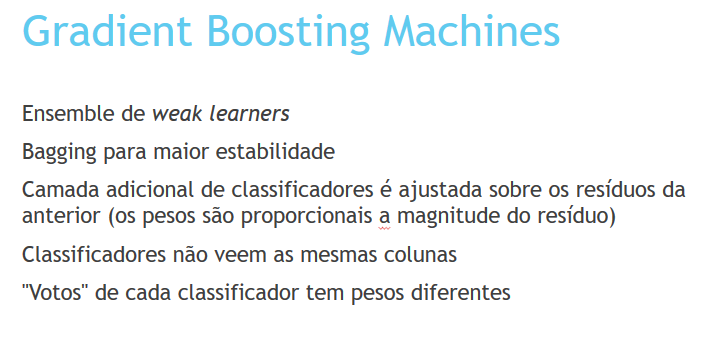 Gradient Boosting Machines
Ensemble de weak learners
Bagging para maior estabilidade
Camada adicional de classificadores é ajustada sobre os resíduos da
anterior (os pesos são proporcionais a magnitude do resíduo)
Classificadores não veem as mesmas colunas
"Votos" de cada classificador tem pesos diferentes